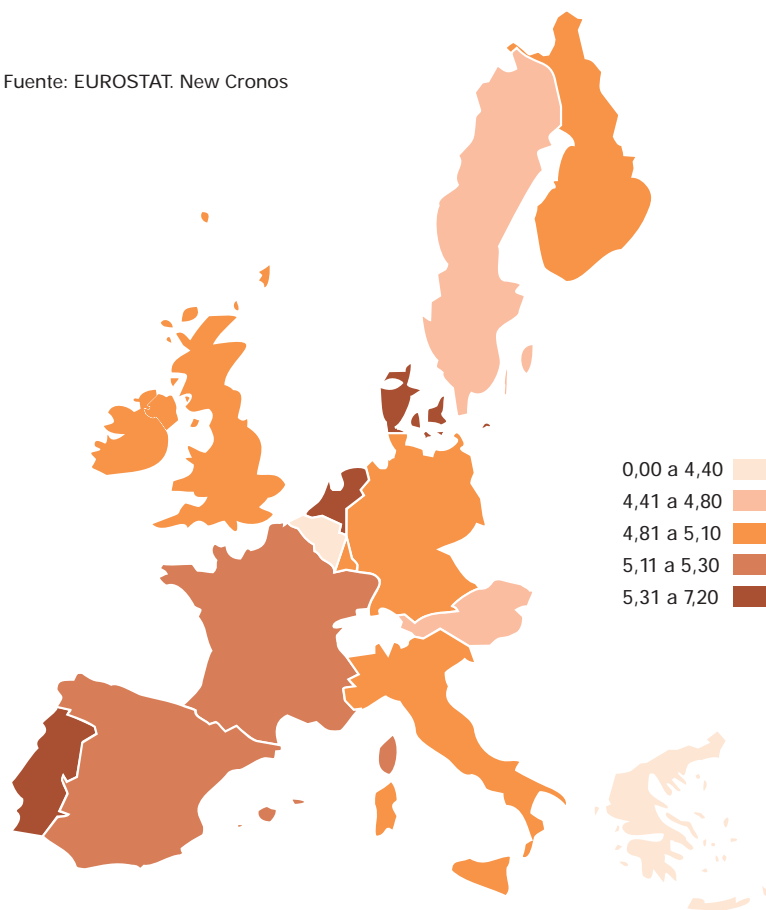 Fuente: EUROSTAT. New Cronos
0,00 a 4,40
4,41 a 4,80
4,81 a 5,10
5,11 a 5,30
5,31 a 7,20